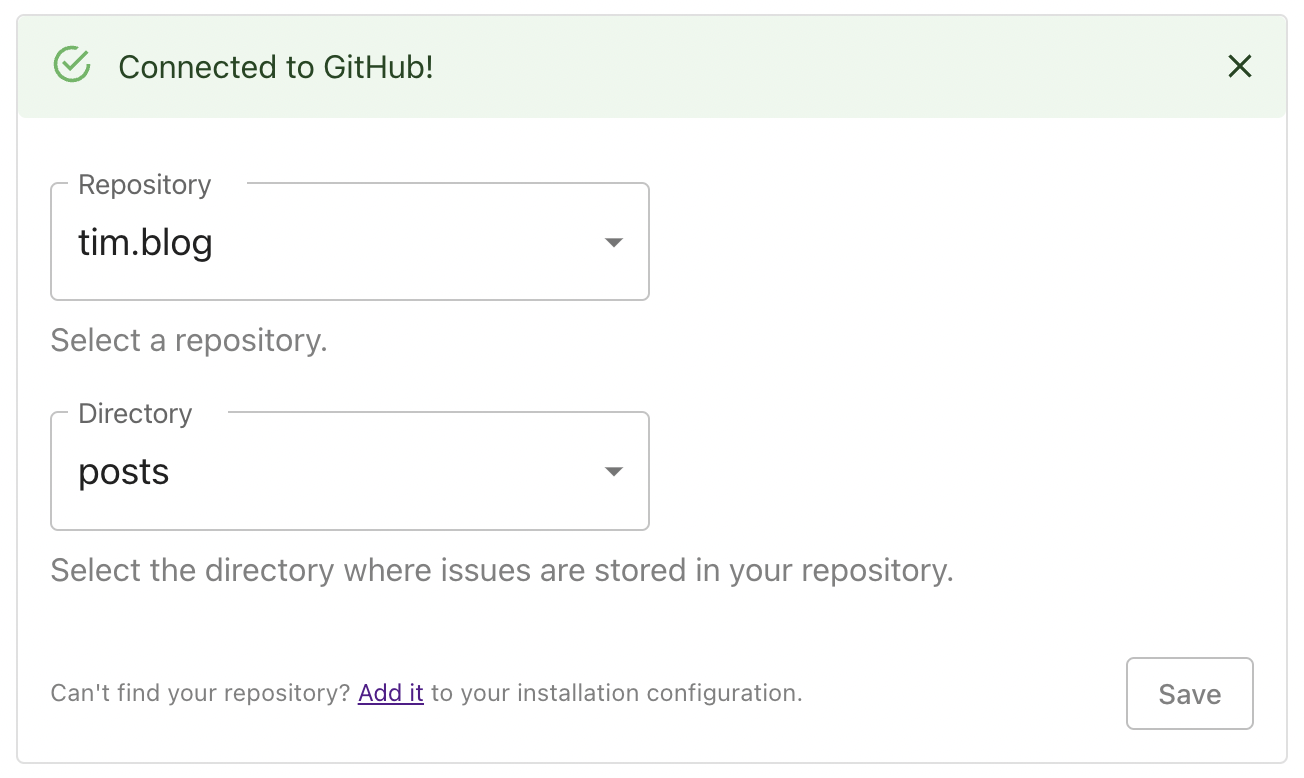 Connected to GitHub!
Repository
tim.blog
Select a repository.
Directory
posts
Select the directory where issues are stored in your repository.
Can't find your repository? Add it to your installation configuration.
Save